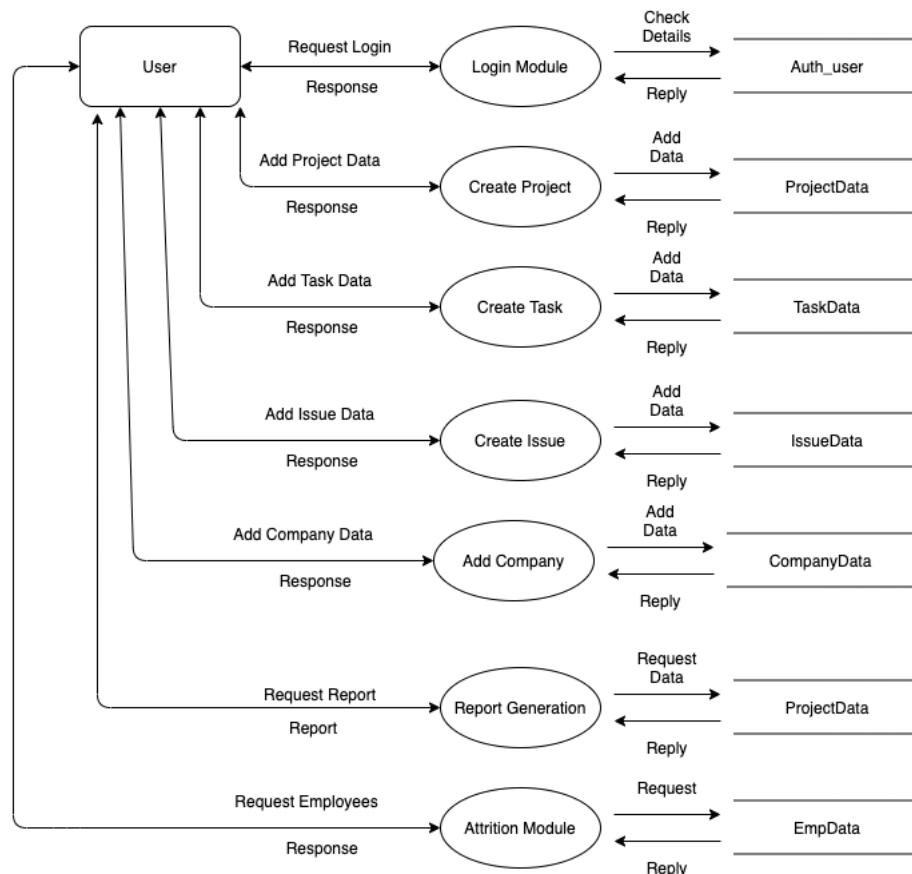 Check
Details
Request Login
User
Login Module
Auth_user
Response
Reply
Add
Data
Add Project Data
Create Project
ProjectData
Response
Reply
Add
Data
Add Task Data
Create Task
TaskData
Response
Reply
Add
Data
Add Issue Data
Create Issue
IssueData
Response
Reply
Add
Data
Add Company Data
Add Company
CompanyData
Response
Reply
Request
Data
Request Report
Report Generation
ProjectData
Report
Reply
Request
Request Employees
Attrition Module
EmpData
Response
Reply